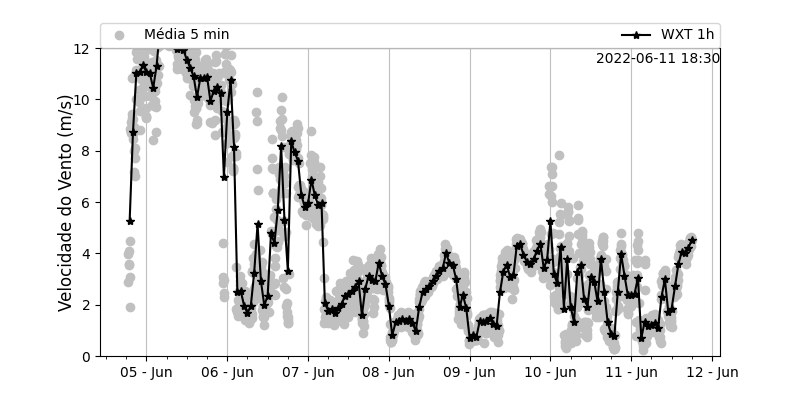 Média 5 min
WXT 1h
2022-06-11 18:30
Velocidade do Vento (m/s)
12
10
8
6
4
2
0
05 - Jun
06 - Jun
07 - Jun
08 - Jun
09 - Jun
10 - Jun
11 - Jun
12 - Jun